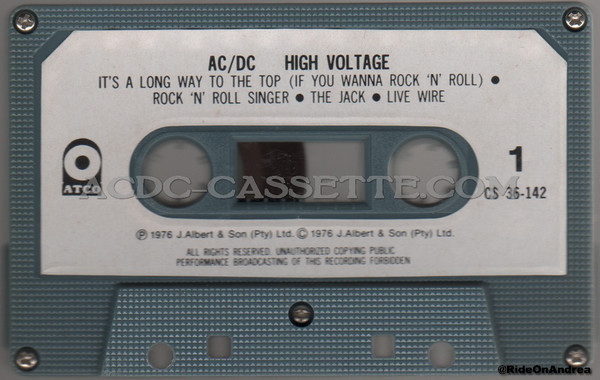 AC/DC HIGH VOLTAGE
IT'S A LONG WAY TO THE TOP (IF YOU WANNA ROCK 'N' ROLL) ●
ROCK 'N' ROLL SINGER ● THE JACK ● LIVE WIRE
1
ATCO
ACDC-CASSETTE.COM
CS 36-142
Ⓟ 1976 J.Albert & Son (Pty) Ltd. © 1976 J.Albert & Son (Pty) Ltd.
ALL RIGHTS RESERVED. UNAUTHORIZED COPYING PUBLIC
PERFORMANCE BROADCASTING OF THIS RECORDING FORBIDDEN
@RideOnAndrea